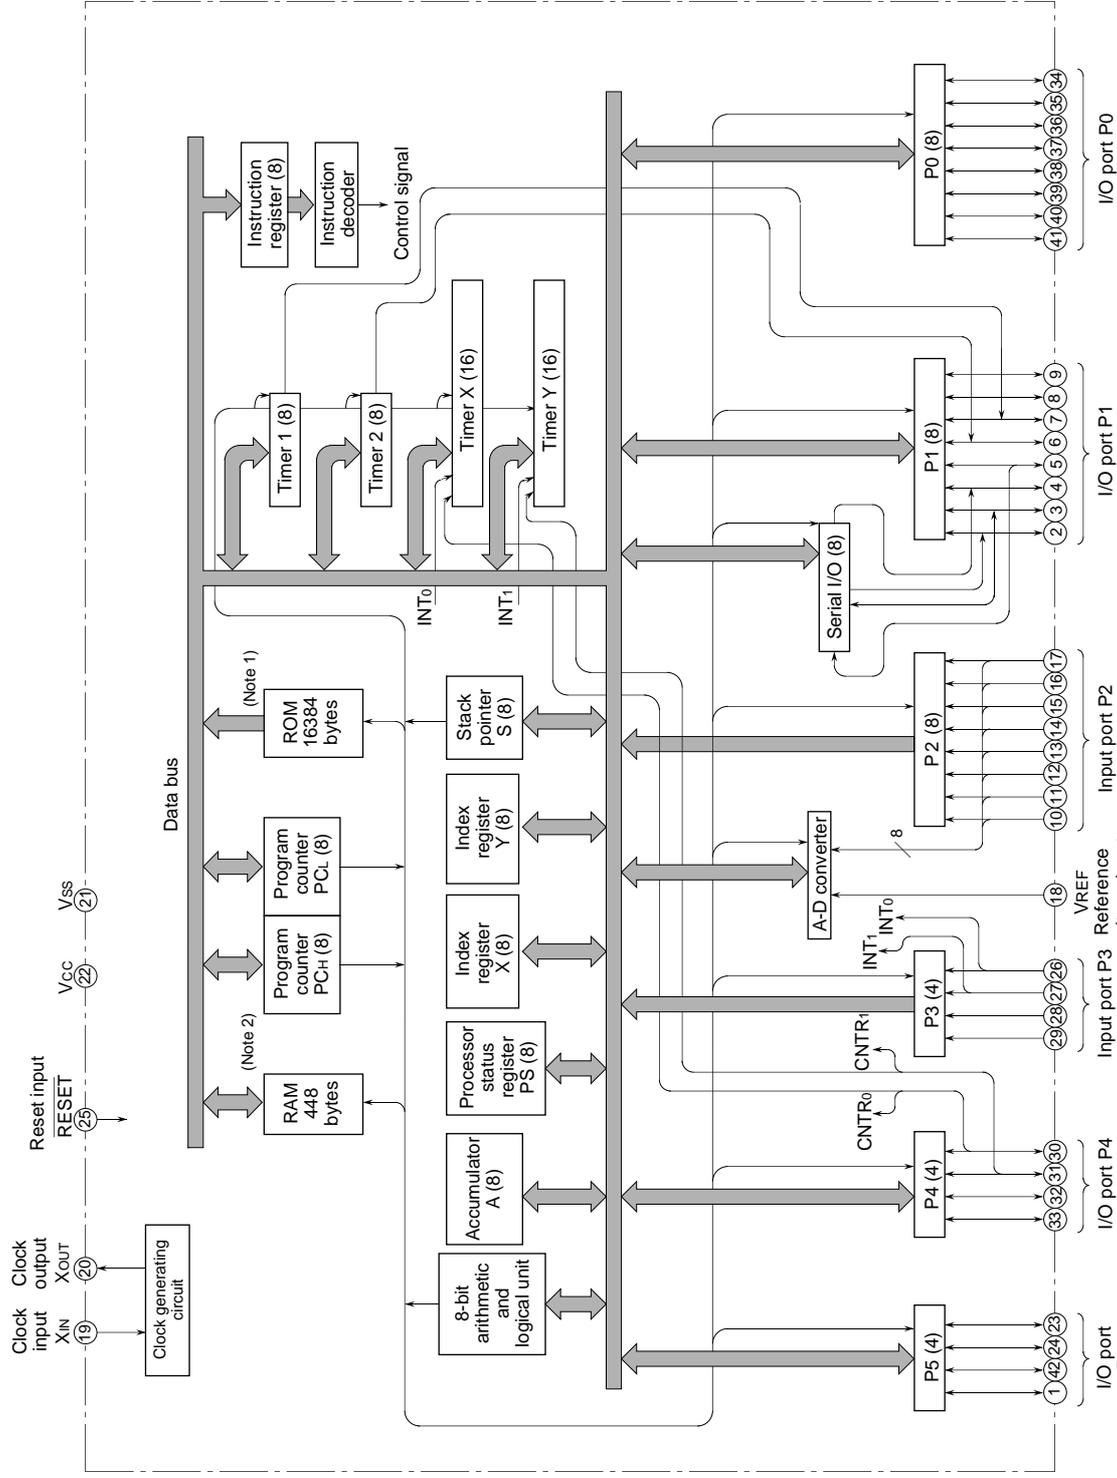 Clock
input
XIN
19
Clock
output
XOUT
20
Reset input
RESET
25
VCC
22
VSS
21
Clock generating
circuit
Data bus
RAM
448
bytes
(Note 2)
Program
counter
PCH (8)
Program
counter
PCL (8)
ROM
16384
bytes
(Note 1)
Timer 1 (8)
Timer 2 (8)
Timer X (16)
Timer Y (16)
Instruction
register (8)
Instruction
decoder
Control signal
8-bit
arithmetic
and
logical unit
Accumulator
A (8)
Processor
status
register
PS (8)
Index
register
X (8)
Index
register
Y (8)
Stack
pointer
S (8)
INT0
INT1
CNTR0
CNTR1
INT1
INT0
A-D converter
8
Serial I/O (8)
P5 (4)
P4 (4)
P3 (4)
P2 (8)
P1 (8)
P0 (8)
1
42
24
23
33
32
31
30
29
28
27
26
18
10
11
12
13
14
15
16
17
2
3
4
5
6
7
8
9
41
40
39
38
37
36
35
34
I/O port
I/O port P4
Input port P3
VREF
Reference
Input port P2
I/O port P1
I/O port P0